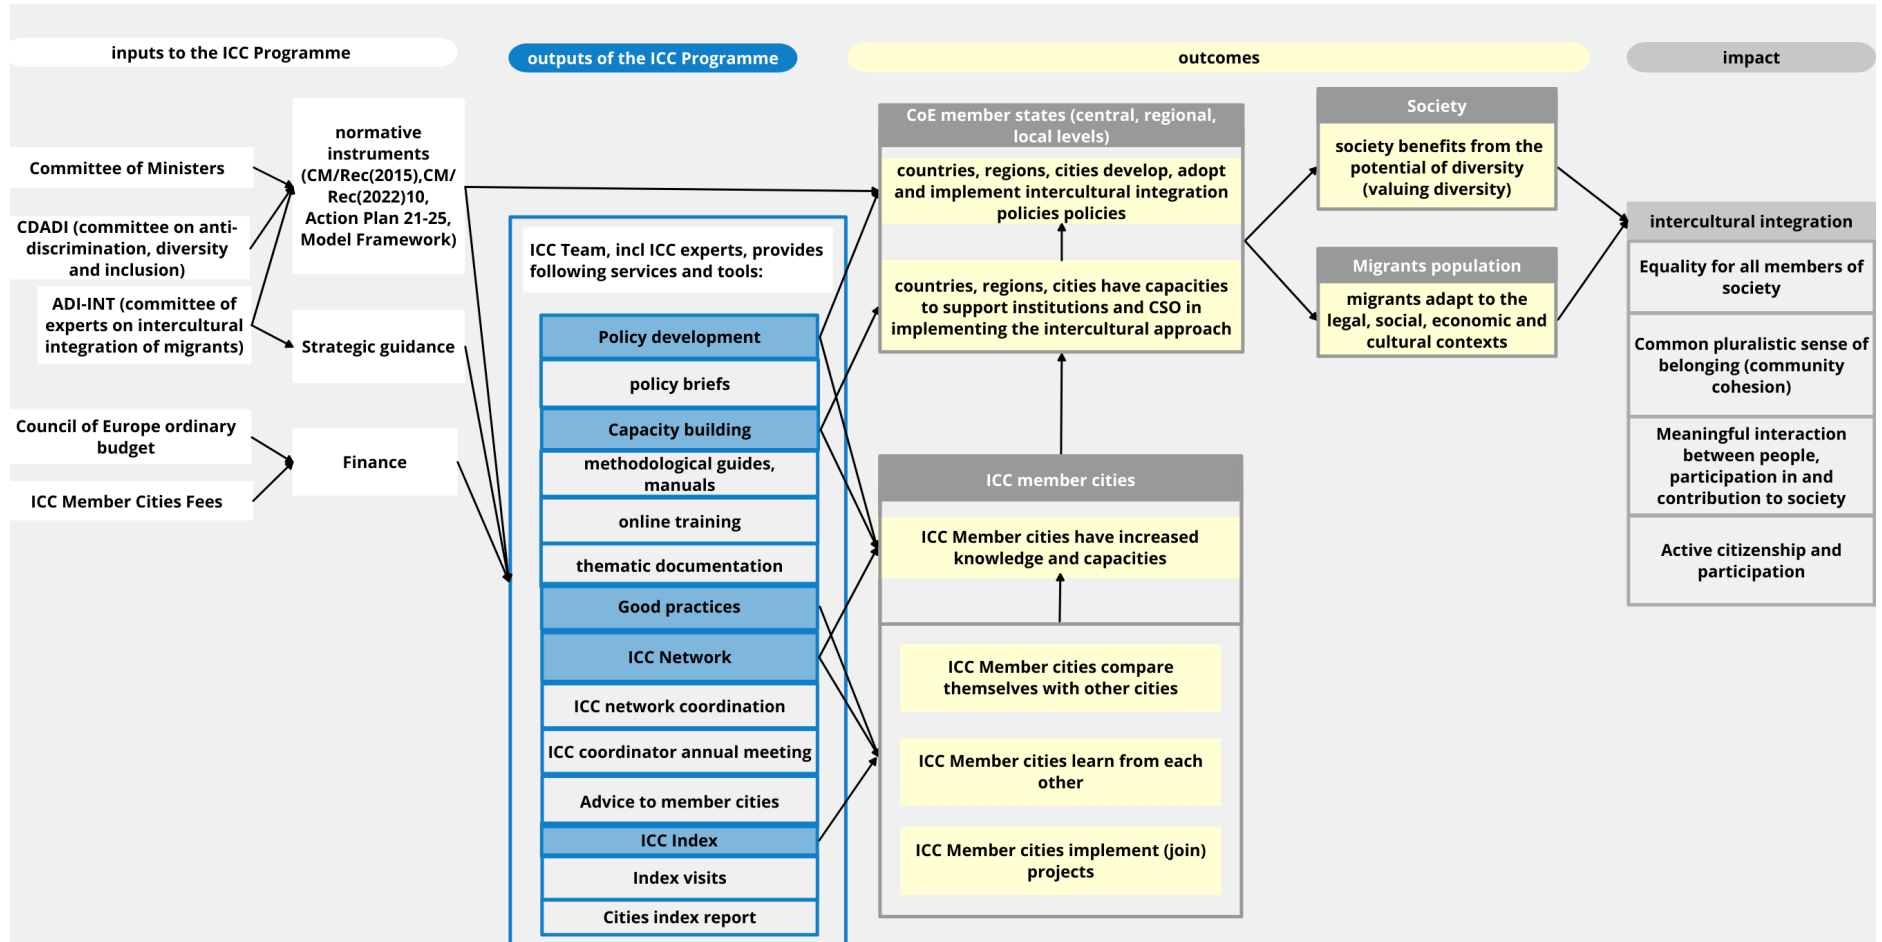 inputs to the ICC Programme
outputs of the ICC Programme
outcomes
impact
Committee of Ministers
CDADI (committee on anti-
discrimination, diversity
and inclusion)
ADI-INT (committee of
experts on intercultural
integration of migrants)
Council of Europe ordinary
budget
ICC Member Cities Fees
normative
instruments
(CM/Rec(2015),CM/
Rec(2022)10,
Action Plan 21-25,
Model Framework)
Strategic guidance
Finance
ICC Team, incl ICC experts, provides
following services and tools:
Policy development
policy briefs
Capacity building
methodological guides,
manuals
online training
thematic documentation
Good practices
ICC Network
ICC network coordination
ICC coordinator annual meeting
Advice to member cities
ICC Index
Index visits
Cities index report
CoE member states (central, regional,
local levels)
countries, regions, cities develop, adopt
and implement intercultural integration
policies policies
countries, regions, cities have capacities
to support institutions and CSO in
implementing the intercultural approach
ICC member cities
ICC Member cities have increased
knowledge and capacities
ICC Member cities compare
themselves with other cities
ICC Member cities learn from each
other
ICC Member cities implement (join)
projects
Society
society benefits from the
potential of diversity
(valuing diversity)
Migrants population
migrants adapt to the
legal, social, economic and
cultural contexts
intercultural integration
Equality for all members of
society
Common pluralistic sense of
belonging (community
cohesion)
Meaningful interaction
between people,
participation in and
contribution to society
Active citizenship and
participation